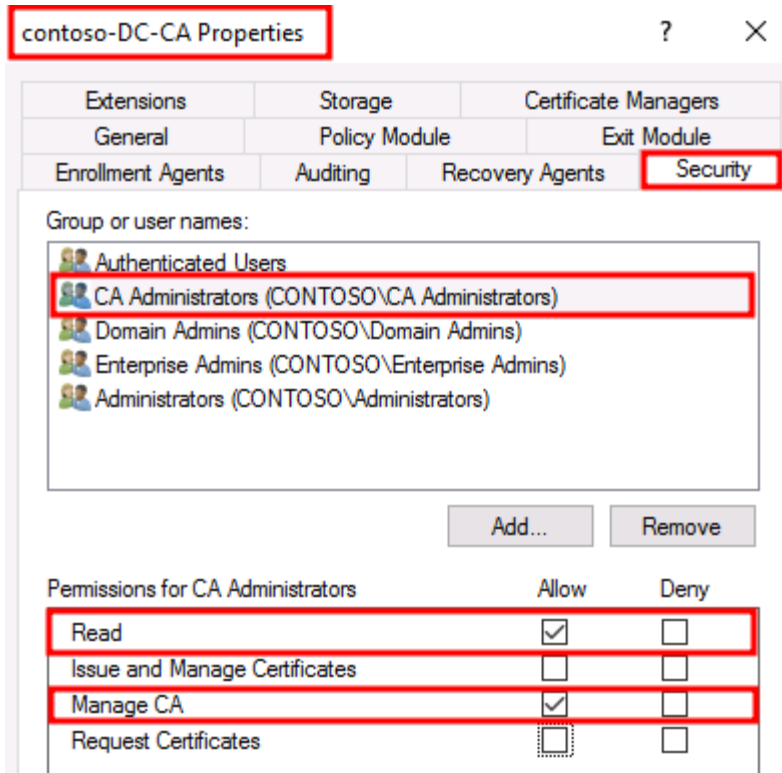 contoso-DC-CA Properties ?
Extensions Storage Certificate Managers
General Policy Module Exit Module
Enrollment Agents Auditing Recovery Agents Security
Group or user names:
Authenticated Users
CA Administrators (CONTOSO\CA Administrators)
Domain Admins (CONTOSO\Domain Admins)
Enterprise Admins (CONTOSO\Enterprise Admins)
Administrators (CONTOSO\Administrators)
Add... Remove
Permissions for CA Administrators Allow Deny
Read
Issue and Manage Certificates
Manage CA
Request Certificates